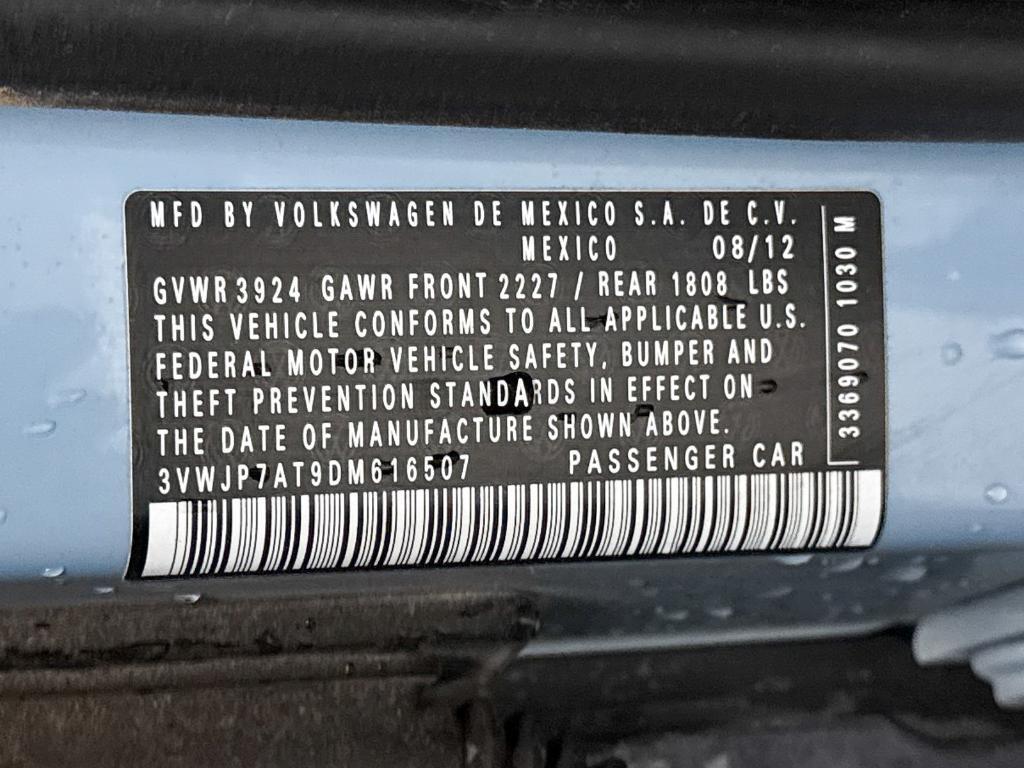 MFD BY VOLKSWAGEN DE MEXICO S.A. DE C.V.
MEXICO 08/12
GVWR 3924 GAWR FRONT 2227 / REAR 1808 LBS
THIS VEHICLE CONFORMS TO ALL APPLICABLE U.S.
FEDERAL MOTOR VEHICLE SAFETY, BUMPER AND
THEFT PREVENTION STANDARDS IN EFFECT ON
THE DATE OF MANUFACTURE SHOWN ABOVE.
3VWJP7AT9DM616507 PASSENGER CAR
3369070 1030 M